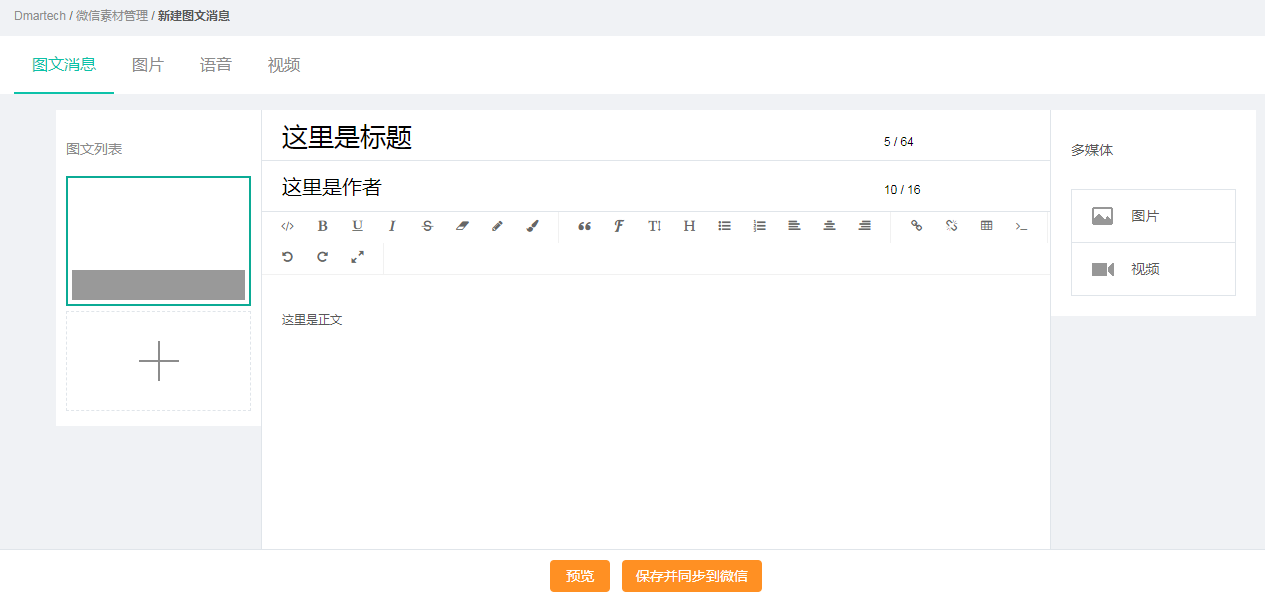 Dmartech / 微信素材管理 / 新建图文消息
图文消息 图片 语音 视频
图文列表
这里是标题 5 / 64
这里是作者 10 / 16
这里是正文
多媒体
图片
视频
预览 保存并同步到微信